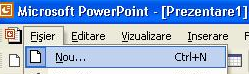 Microsoft PowerPoint - [Prezentare1]
Fișier Editare Vizualizare Inserare
Nou... Ctrl+N